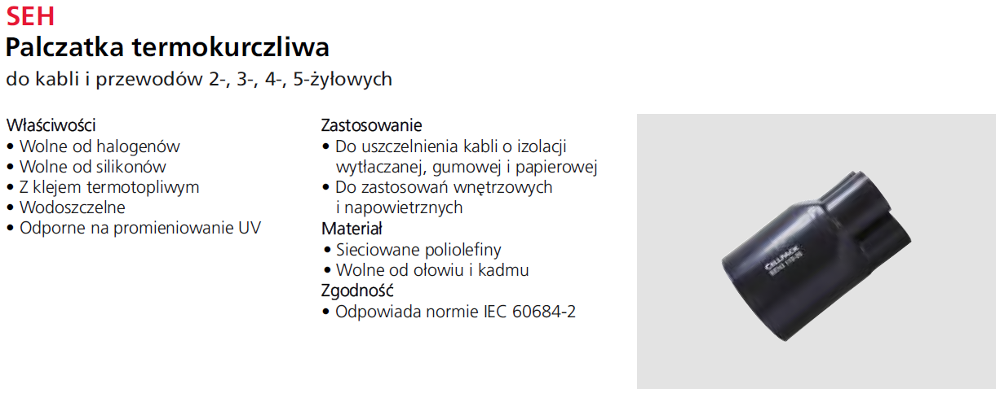 SEH
Palczatka termokurczliwa
do kabli i przewodów 2-, 3-, 4-, 5-żyłowych
Właściwości
• Wolne od halogenów
• Wolne od silikonów
• Z klejem termotopliwym
• Wodoszczelne
• Odporne na promieniowanie UV
Zastosowanie
• Do uszczelnienia kabli o izolacji
wytłaczanej, gumowej i papierowej
• Do zastosowań wnętrzowych
i napowietrznych
Materiał
• Sieciowane poliolefiny
• Wolne od ołowiu i kadmu
Zgodność
• Odpowiada normie IEC 60684-2
CELLPACK